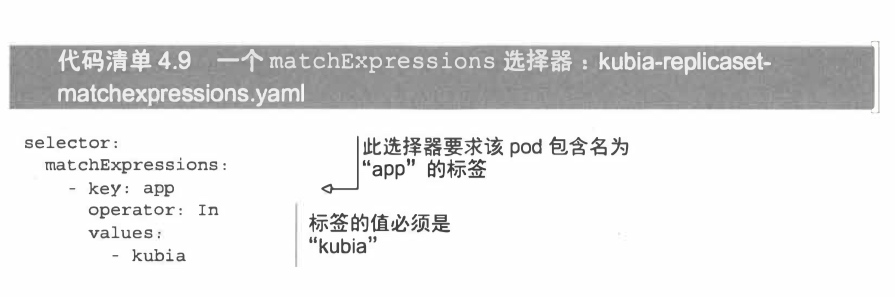 代码清单 4.9 一个 matchExpressions 选择器：kubia-replicaset-
matchexpressions.yaml
selector:
  matchExpressions:
    - key: app
      operator: In
      values:
        - kubia
此选择器要求该 pod 包含名为
“app” 的标签
标签的值必须是
“kubia”